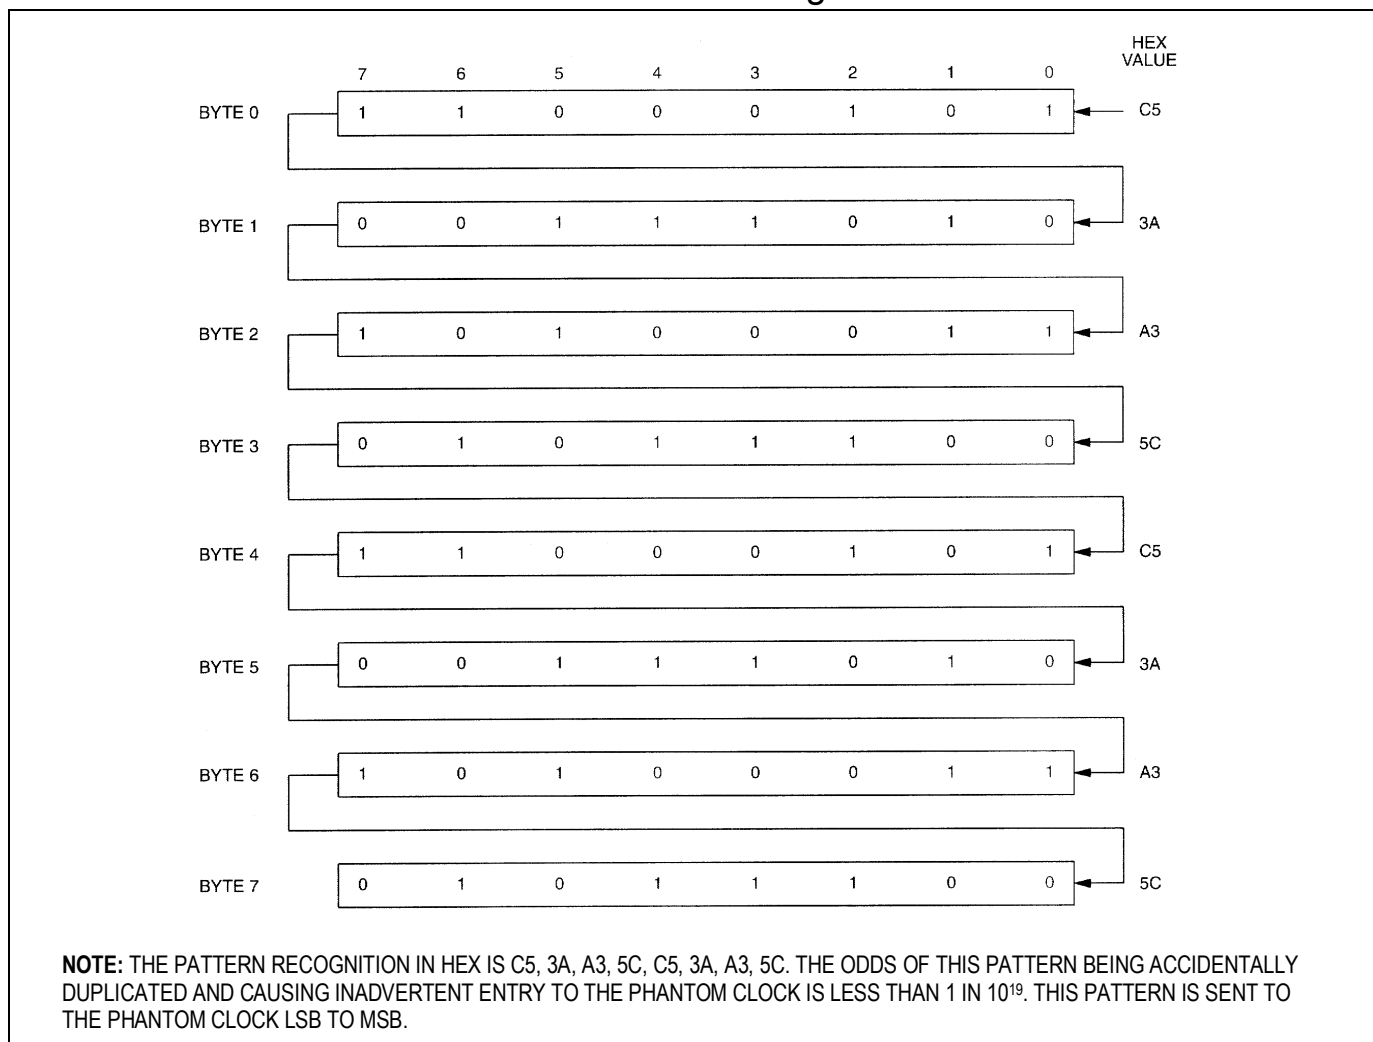 HEX
VALUE
7 6 5 4 3 2 1 0
BYTE 0 1 1 0 0 0 1 0 1 C5
BYTE 1 0 0 1 1 1 0 1 0 3A
BYTE 2 1 0 1 0 0 0 1 1 A3
BYTE 3 0 1 0 1 1 1 0 0 5C
BYTE 4 1 1 0 0 0 1 0 1 C5
BYTE 5 0 0 1 1 1 0 1 0 3A
BYTE 6 1 0 1 0 0 0 1 1 A3
BYTE 7 0 1 0 1 1 1 0 0 5C
NOTE: THE PATTERN RECOGNITION IN HEX IS C5, 3A, A3, 5C, C5, 3A, A3, 5C. THE ODDS OF THIS PATTERN BEING ACCIDENTALLY
DUPLICATED AND CAUSING INADVERTENT ENTRY TO THE PHANTOM CLOCK IS LESS THAN 1 IN 10¹⁹. THIS PATTERN IS SENT TO
THE PHANTOM CLOCK LSB TO MSB.